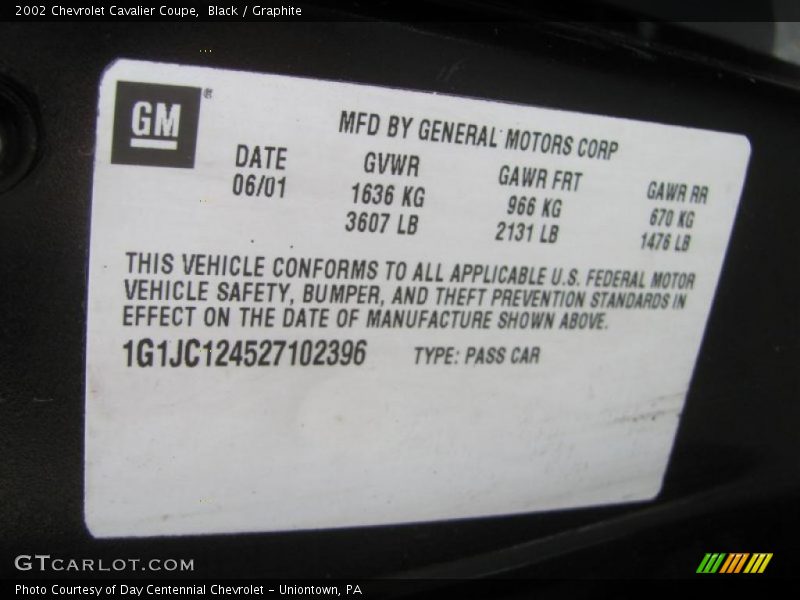 2002 Chevrolet Cavalier Coupe,  Black / Graphite
GM®
MFD BY GENERAL MOTORS CORP
DATE GVWR GAWR FRT GAWR RR
06/01 1636 KG 966 KG 670 KG
3607 LB 2131 LB 1476 LB
THIS VEHICLE CONFORMS TO ALL APPLICABLE U.S. FEDERAL MOTOR
VEHICLE SAFETY, BUMPER, AND THEFT PREVENTION STANDARDS IN
EFFECT ON THE DATE OF MANUFACTURE SHOWN ABOVE.
1G1JC124527102396 TYPE: PASS CAR
GTCARLOT.COM
Photo Courtesy of Day Centennial Chevrolet - Uniontown, PA